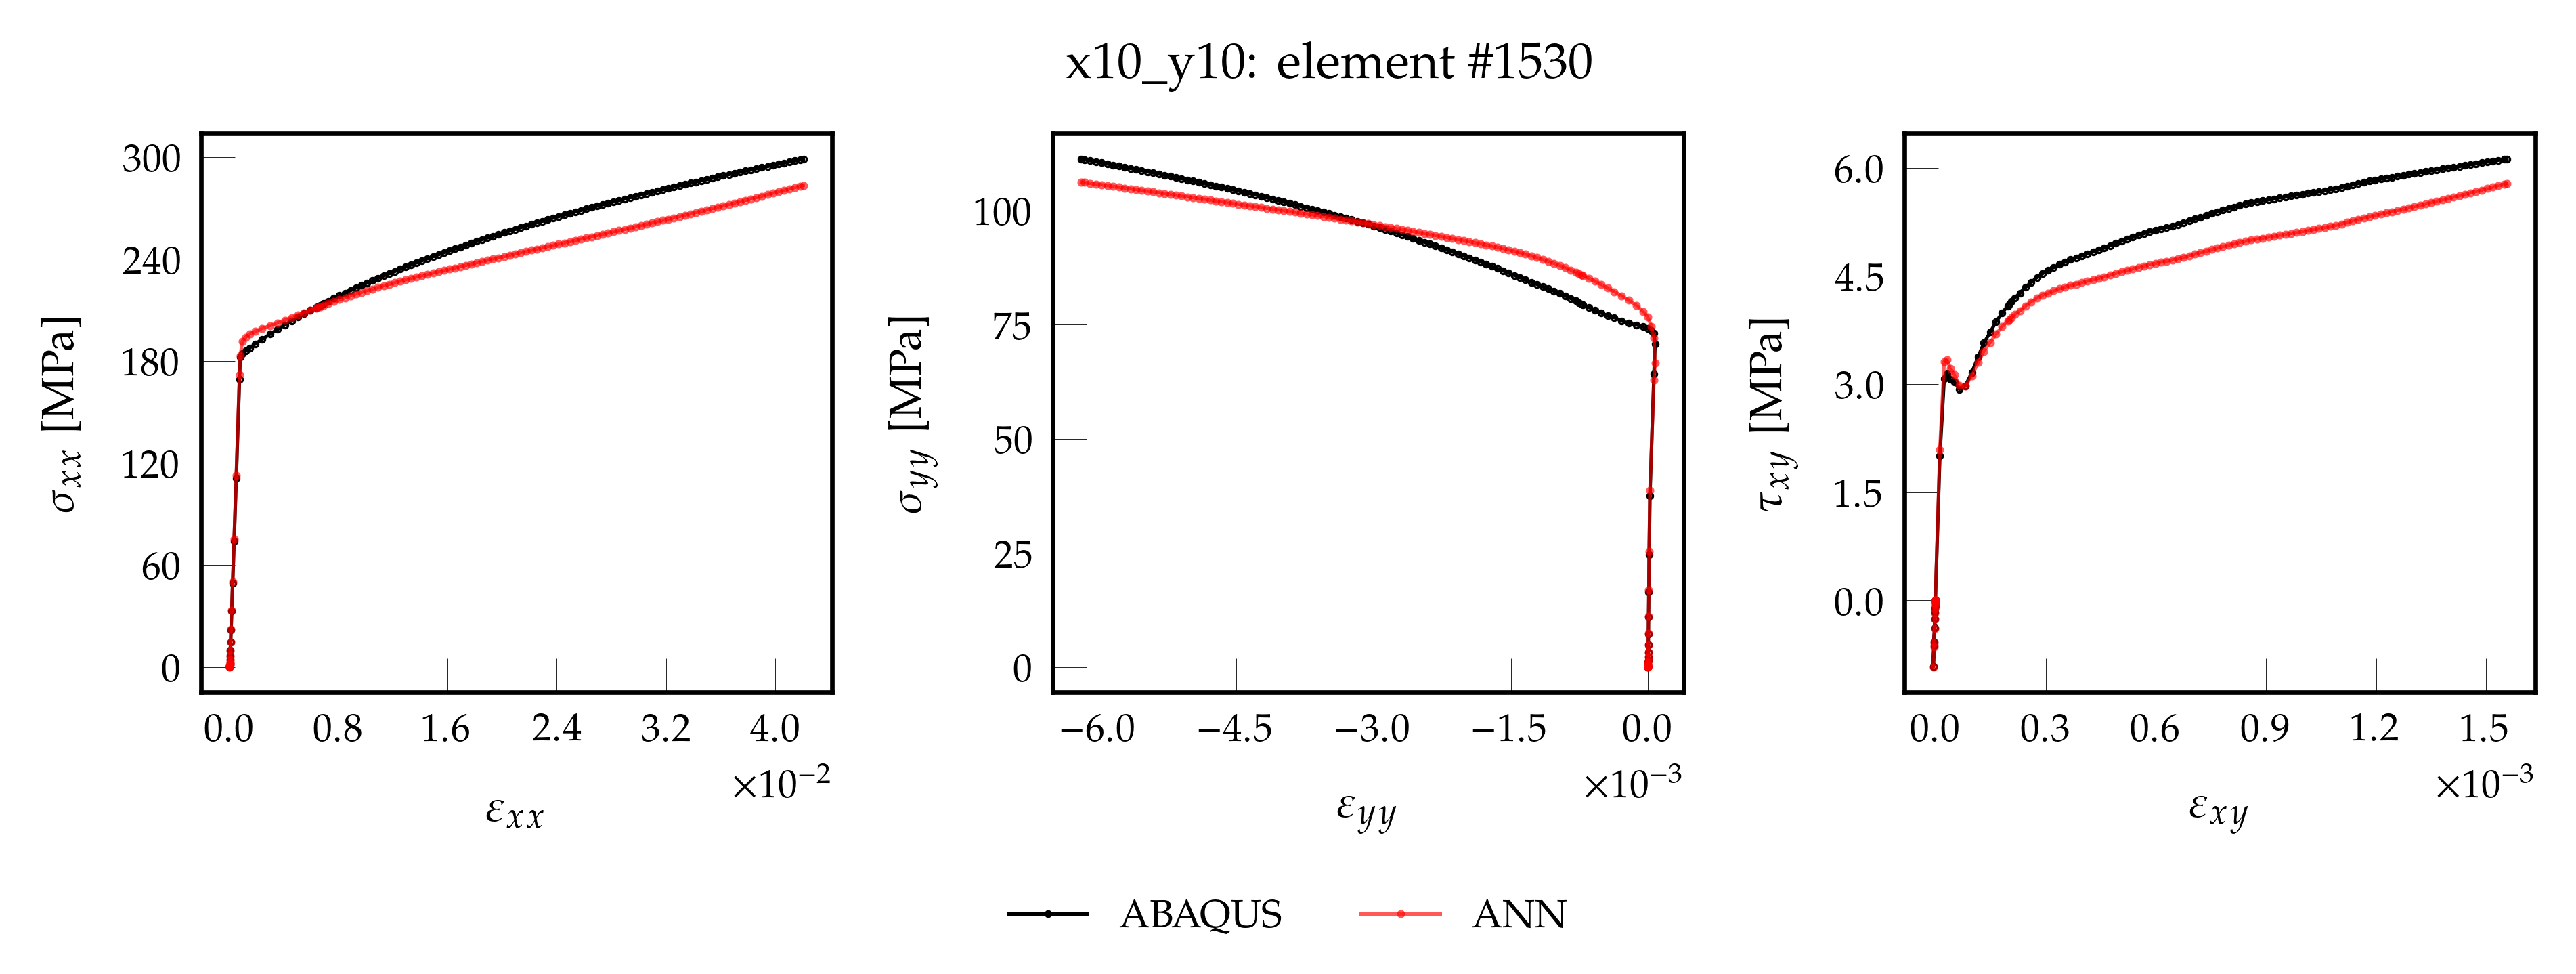 x10_y10: element #1530
300
240
180
120
60
0
σxx [MPa]
0.0 0.8 1.6 2.4 3.2 4.0
×10−2
εxx
100
75
50
25
0
σyy [MPa]
−6.0 −4.5 −3.0 −1.5 0.0
×10−3
εyy
6.0
4.5
3.0
1.5
0.0
τxy [MPa]
0.0 0.3 0.6 0.9 1.2 1.5
×10−3
εxy
ABAQUS ANN